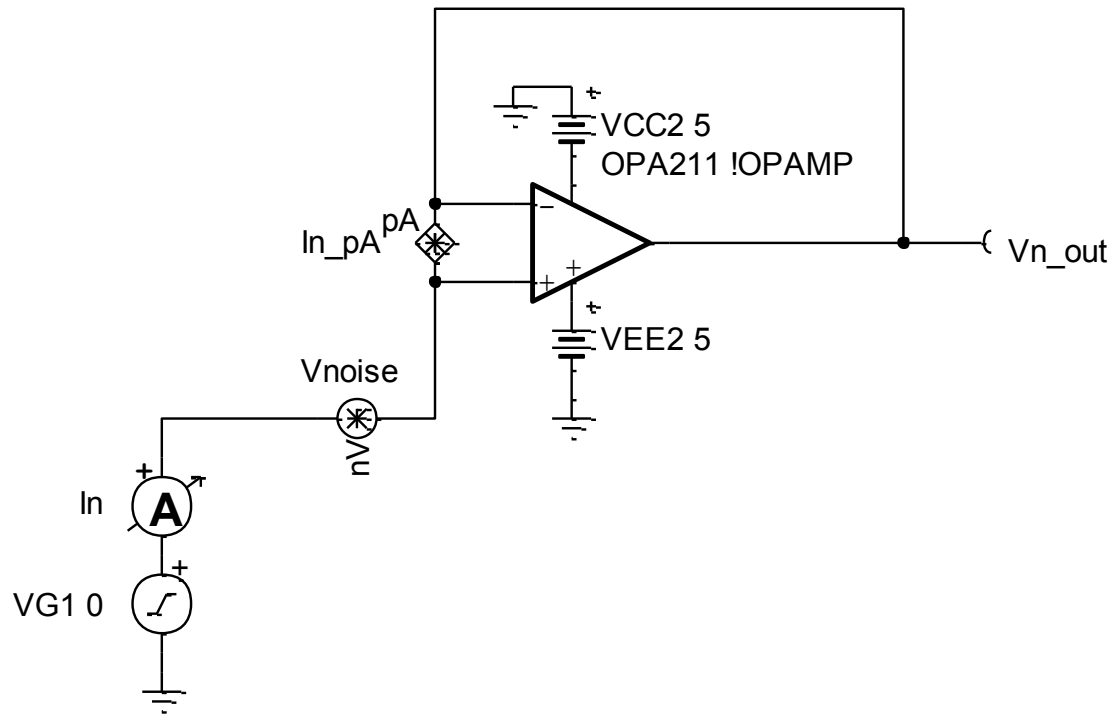 +
VCC2 5
OPA211 !OPAMP
pA
In_pA
−
+
+
Vn_out
+
VEE2 5
Vnoise
nV
+
In
A
+
VG1 0